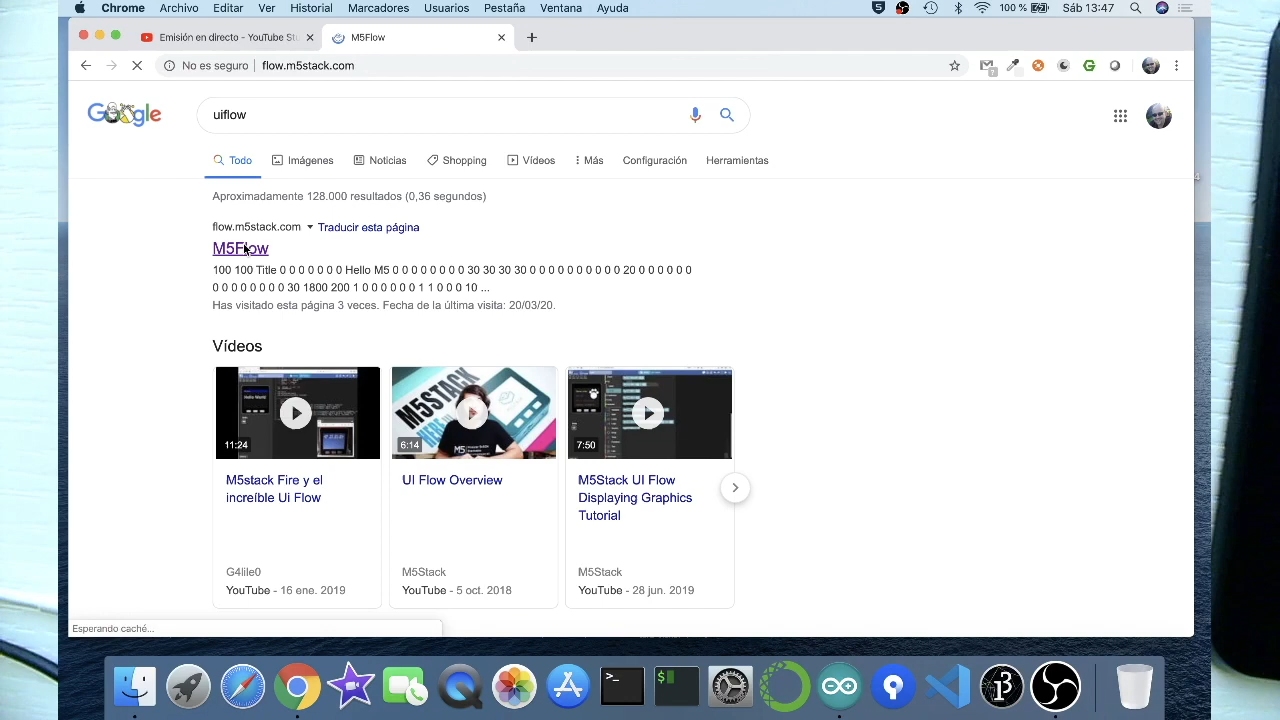 Chrome Archivo Editar Ver Historial Marcadores Usuarios Pestaña Ventana Ayuda 100 % Sáb 13:47
Emisión en directo - YouTube Stu
M5Flow
No es seguro flow.m5stack.com
Google
uiflow
Todo Imágenes Noticias Shopping Vídeos Más Configuración Herramientas
Aproximadamente 128.000 resultados (0,36 segundos)
flow.m5stack.com Traducir esta página
M5Flow
100 100 Title 0 0 0 0 0 0 0 Hello M5 0 0 0 0 0 0 0 0 30 30 30 30 0 0 0 0 0 0 0 0 0 0 20 0 0 0 0 0 0
0 0 0 0 0 0 0 0 30 1800 200 1 0 0 0 0 0 0 1 1 0 0 0 10 ...
Has visitado esta página 3 veces. Fecha de la última visita: 20/03/20.
Vídeos
11:24
M5stack Fire y el
increíble Ui Flow
YouTube - 16 ene. 2019
6:14
UI Flow Overview
M5Stack
YouTube - 5 oct. 2018
7:50
M5Stack UI Flow
Displaying Graphics
Tutorial
YouTube - 28 jun. 2019
Esperando caché...